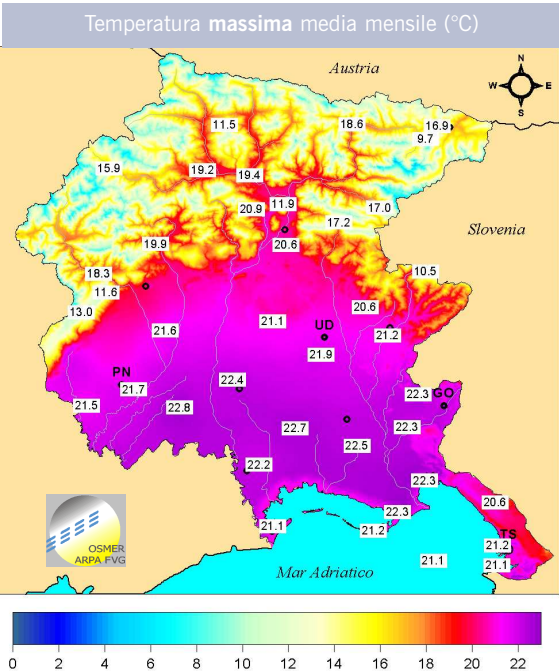 Temperatura massima media mensile (°C)
Austria
N
W E
S
11.5
18.6
16.9
9.7
15.9
19.2
19.4
20.9
11.9
17.0
17.2
Slovenia
19.9
20.6
18.3
10.5
11.6
13.0
20.6
21.1
UD
21.6
21.2
21.9
PN
22.4
21.7
22.3
GO
21.5
22.8
22.7
22.3
22.5
22.2
22.3
20.6
22.3
21.1
21.2
TS
21.2
OSMER
ARPA FVG
21.1
21.1
Mar Adriatico
0 2 4 6 8 10 12 14 16 18 20 22